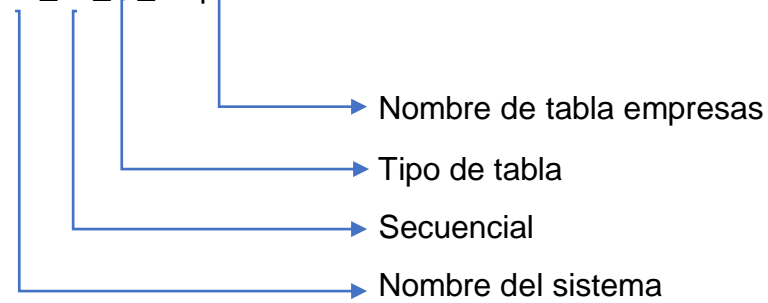 Nombre de tabla empresas
Tipo de tabla
Secuencial
Nombre del sistema